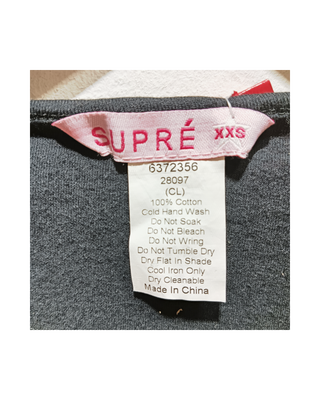 SUPRÉ XXS
6372356
28097
(CL)
100% Cotton
Cold Hand Wash
Do Not Soak
Do Not Bleach
Do Not Wring
Do Not Tumble Dry
Dry Flat In Shade
Cool Iron Only
Dry Cleanable
Made In China